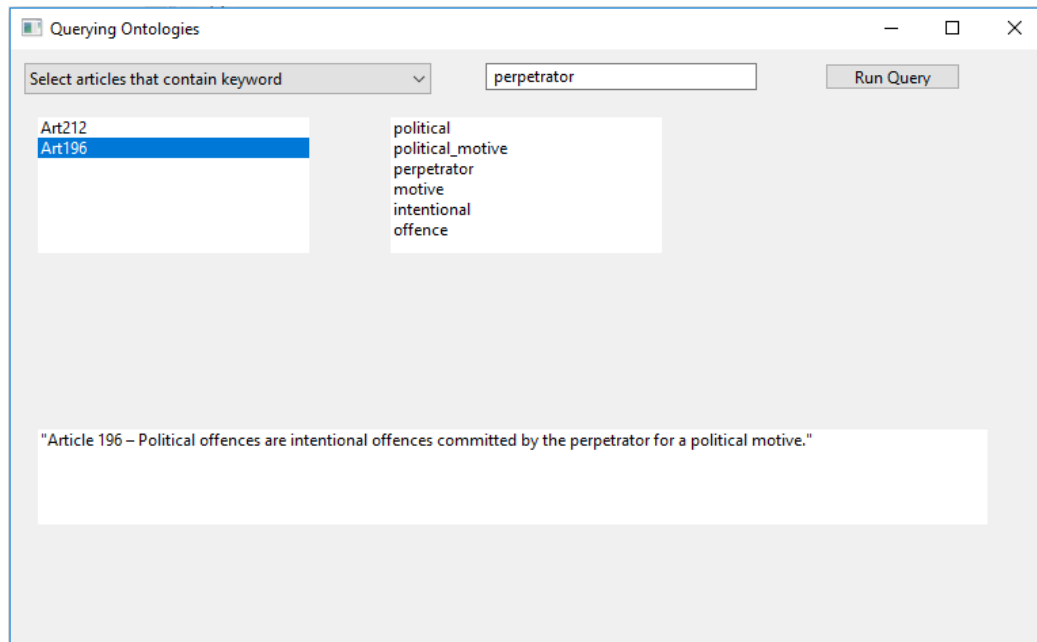 Querying Ontologies
Select articles that contain keyword
perpetrator
Run Query
Art212
Art196
political
political_motive
perpetrator
motive
intentional
offence
"Article 196 – Political offences are intentional offences committed by the perpetrator for a political motive."